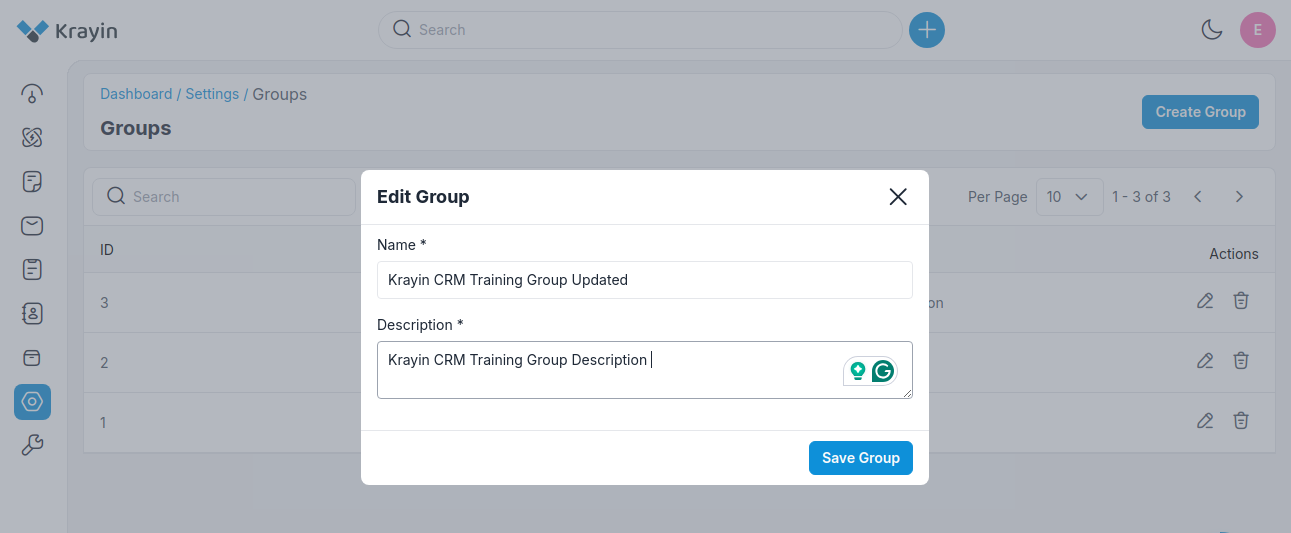 Krayin
Search
E
Dashboard / Settings / Groups
Groups
Create Group
Search
Per Page
10
1 - 3 of 3
ID
Actions
3
on
2
1
Edit Group
Name *
Krayin CRM Training Group Updated
Description *
Krayin CRM Training Group Description
Save Group